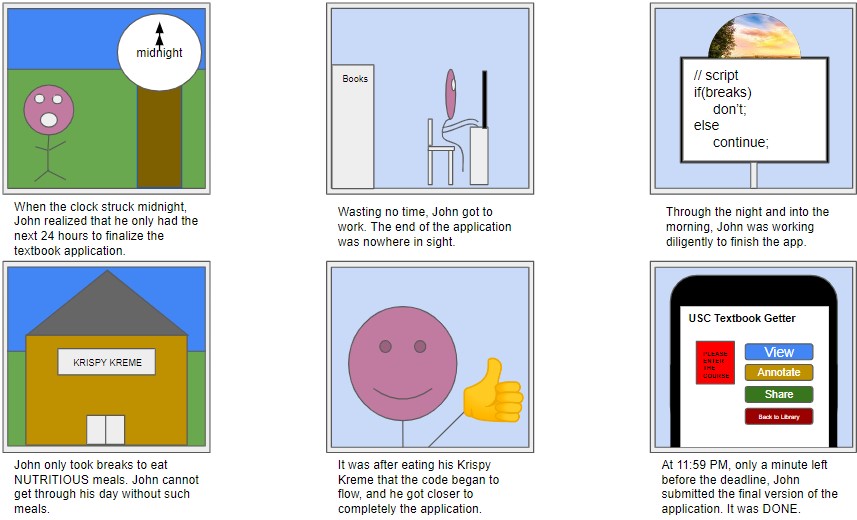 midnight
When the clock struck midnight,
John realized that he only had the
next 24 hours to finalize the
textbook application.
Books
Wasting no time, John got to
work. The end of the application
was nowhere in sight.
// script
if(breaks)
don't;
else
continue;
Through the night and into the
morning, John was working
diligently to finish the app.
KRISPY KREME
John only took breaks to eat
NUTRITIOUS meals. John cannot
get through his day without such
meals.
It was after eating his Krispy
Kreme that the code began to
flow, and he got closer to
completely the application.
USC Textbook Getter
PLEASE
ENTER
THE
COURSE
View
Annotate
Share
Back to Library
At 11:59 PM, only a minute left
before the deadline, John
submitted the final version of the
application. It was DONE.